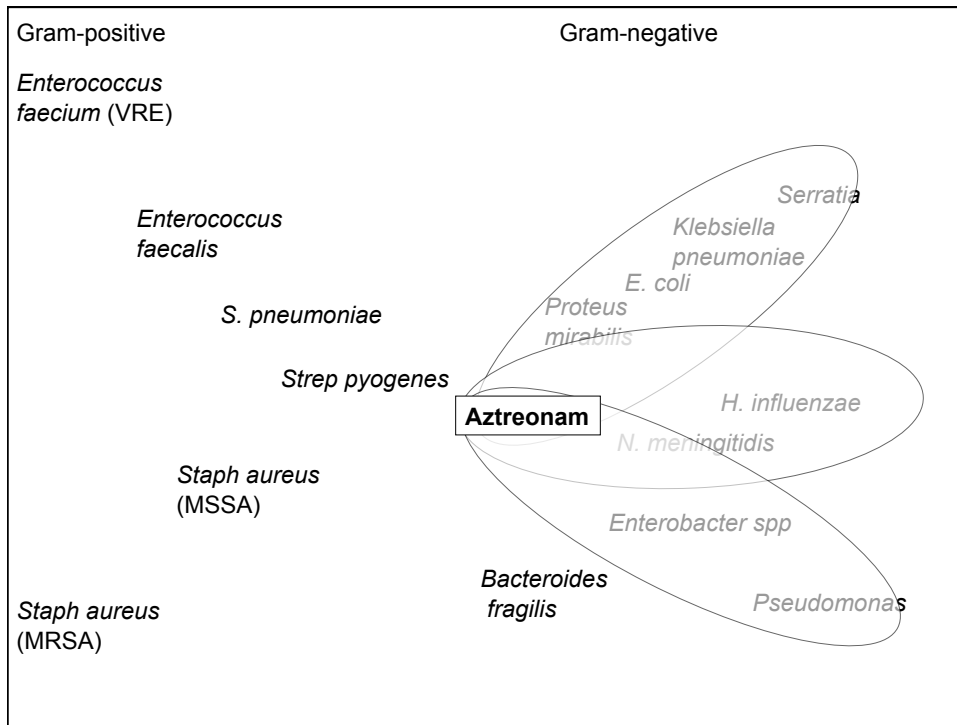 Gram-positive
Gram-negative
Enterococcus
faecium (VRE)
Serratia
Enterococcus
faecalis
Klebsiella
pneumoniae
E. coli
S. pneumoniae
Proteus
mirabilis
Strep pyogenes
Aztreonam
H. influenzae
N. meningitidis
Staph aureus
(MSSA)
Enterobacter spp
Bacteroides
fragilis
Pseudomonas
Staph aureus
(MRSA)